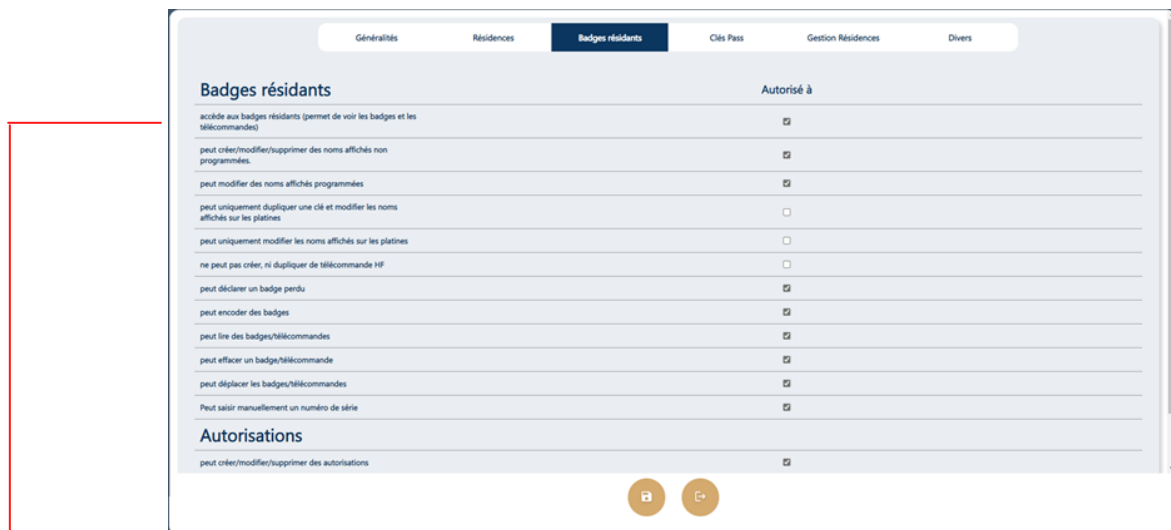 Généralités Résidences Badges résidants Clés Pass Gestion Résidences Divers
Badges résidants Autorisé à
accède aux badges résidants (permet de voir les badges et les
télécommandes)
peut créer/modifier/supprimer des noms affichés non
programmées.
peut modifier des noms affichés programmées
peut uniquement dupliquer une clé et modifier les noms
affichés sur les platines
peut uniquement modifier les noms affichés sur les platines
ne peut pas créer, ni dupliquer de télécommande HF
peut déclarer un badge perdu
peut encoder des badges
peut lire des badges/télécommandes
peut effacer un badge/télécommande
peut déplacer les badges/télécommandes
Peut saisir manuellement un numéro de série
Autorisations
peut créer/modifier/supprimer des autorisations